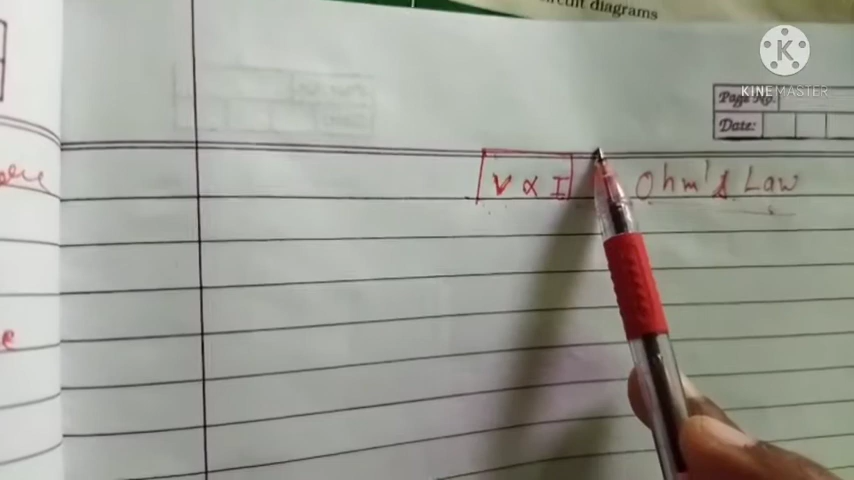 circuit diagrams
KINEMASTER
Page No.
Date:
V ∝ I Ohm's Law